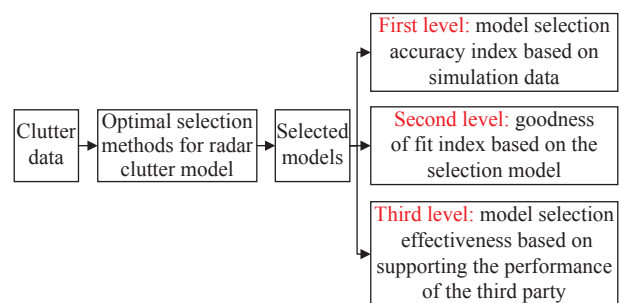 Clutter
data
Optimal selection
methods for radar
clutter model
Selected
models
First level: model selection
accuracy index based on
simulation data
Second level: goodness
of fit index based on the
selection model
Third level: model selection
effectiveness based on
supporting the performance
of the third party